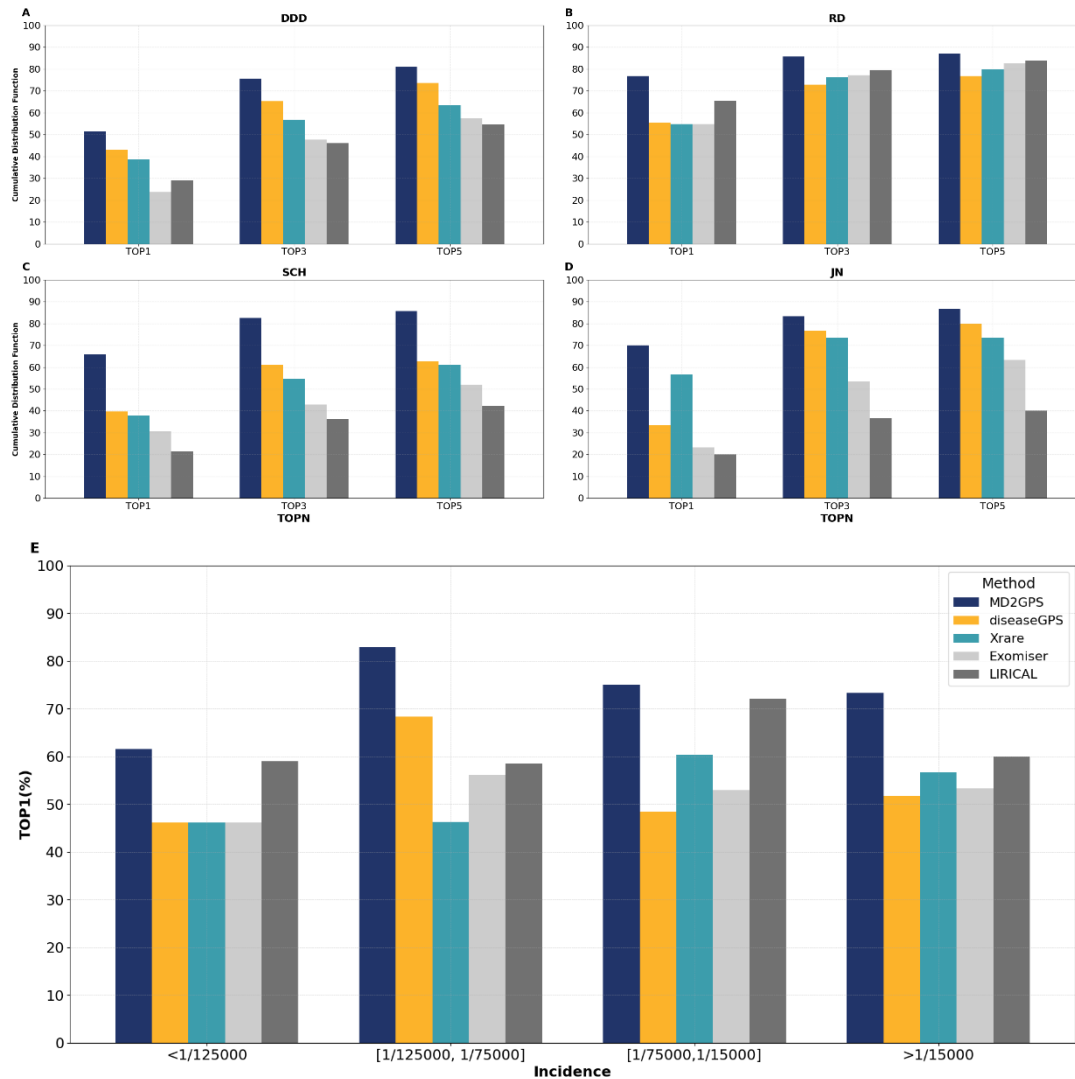 A
DDD
Cumulative Distribution Function
100
90
80
70
60
50
40
30
20
10
0
TOP1 TOP3 TOP5
B
RD
100
90
80
70
60
50
40
30
20
10
0
TOP1 TOP3 TOP5
C
SCH
Cumulative Distribution Function
100
90
80
70
60
50
40
30
20
10
0
TOP1 TOP3 TOP5
TOPN
D
JN
100
90
80
70
60
50
40
30
20
10
0
TOP1 TOP3 TOP5
TOPN
E
TOP1(%)
100
90
80
70
60
50
40
30
20
10
0
Method
MD2GPS
diseaseGPS
Xrare
Exomiser
LIRICAL
<1/125000 [1/125000, 1/75000] [1/75000,1/15000] >1/15000
Incidence